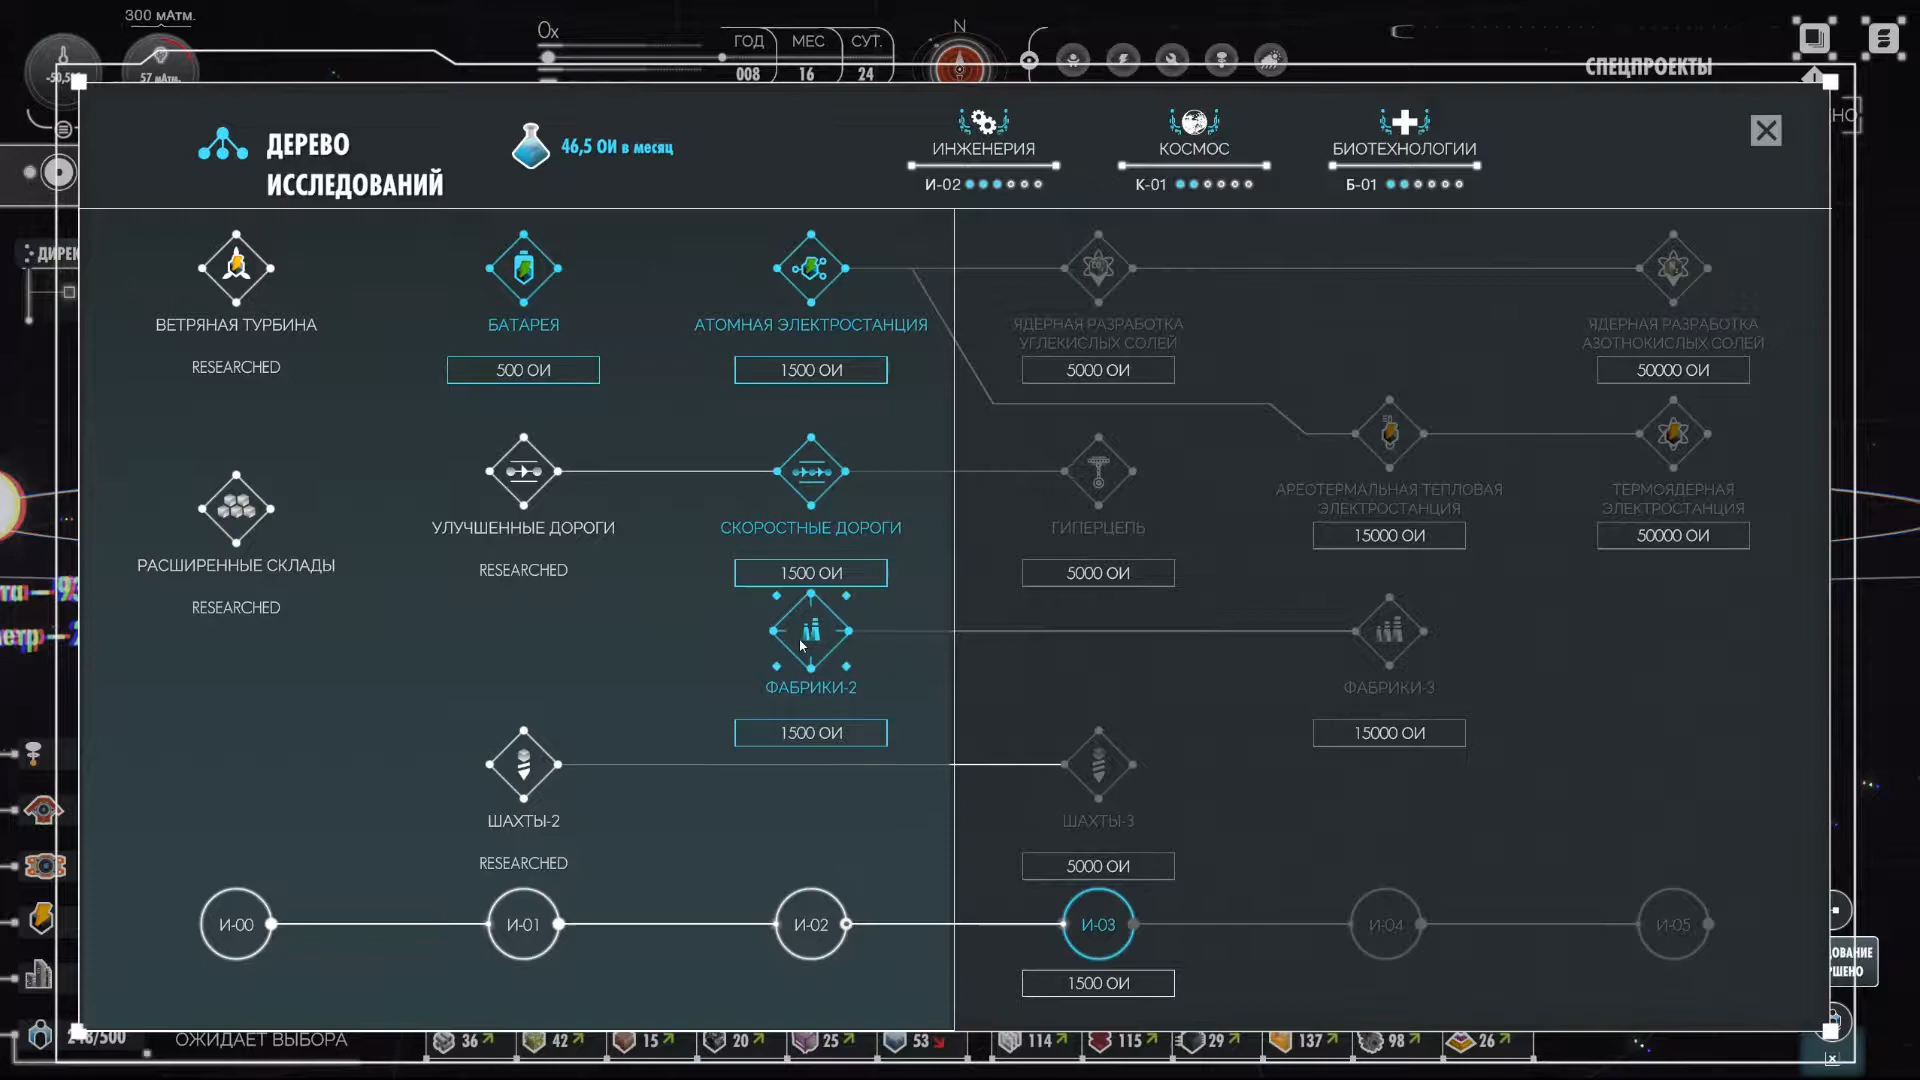 300 мАтм.
0x
ГОД
МЕС
СУТ.
N
57 мАтм.
008
16
24
СПЕЦПРОЕКТЫ
ДЕРЕВО
ИССЛЕДОВАНИЙ
46,5 ОИ в месяц
ИНЖЕНЕРИЯ
КОСМОС
БИОТЕХНОЛОГИИ
И-02
К-01
Б-01
ВЕТРЯНАЯ ТУРБИНА
RESEARCHED
БАТАРЕЯ
500 ОИ
АТОМНАЯ ЭЛЕКТРОСТАНЦИЯ
1500 ОИ
ЯДЕРНАЯ РАЗРАБОТКА
УГЛЕКИСЛЫХ СОЛЕЙ
5000 ОИ
ЯДЕРНАЯ РАЗРАБОТКА
АЗОТНОКИСЛЫХ СОЛЕЙ
50000 ОИ
РАСШИРЕННЫЕ СКЛАДЫ
RESEARCHED
УЛУЧШЕННЫЕ ДОРОГИ
RESEARCHED
СКОРОСТНЫЕ ДОРОГИ
1500 ОИ
ГИПЕРЦЕПЬ
5000 ОИ
АРЕОТЕРМАЛЬНАЯ ТЕПЛОВАЯ
ЭЛЕКТРОСТАНЦИЯ
15000 ОИ
ТЕРМОЯДЕРНАЯ
ЭЛЕКТРОСТАНЦИЯ
50000 ОИ
ФАБРИКИ-2
1500 ОИ
ФАБРИКИ-3
15000 ОИ
ШАХТЫ-2
RESEARCHED
ШАХТЫ-3
5000 ОИ
И-00
И-01
И-02
И-03
И-04
И-05
1500 ОИ
ОЖИДАЕТ ВЫБОРА
36
42
15
20
25
53
114
115
29
137
98
26